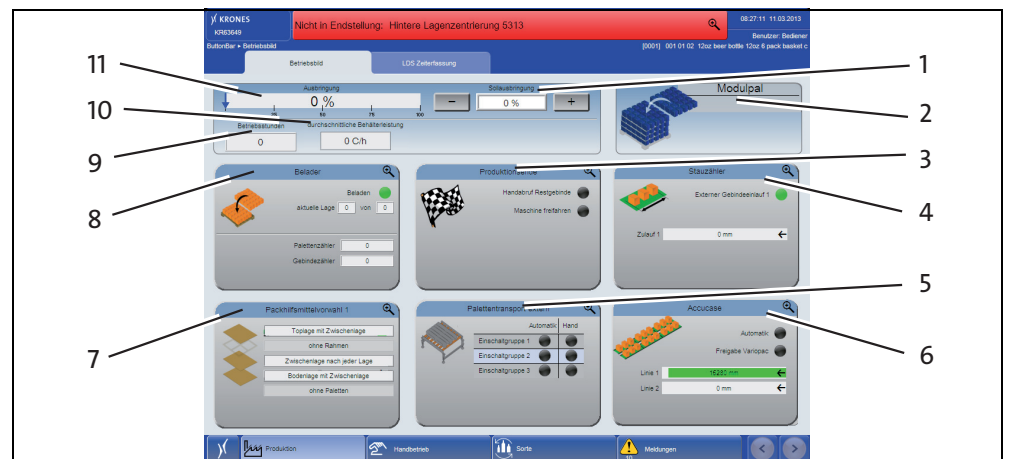 KRONES
KR63649
Nicht in Endstellung: Hintere Lagenzentrierung 5313
08:27:11 11.03.2013
Benutzer: Bediener
ButtonBar ▸ Betriebsbild
[0001] 001 01 02 12oz beer bottle 12oz 6 pack basket c
Betriebsbild
LDS Zeiterfassung
11
10
9
8
7
1
2
3
4
5
6
Ausbringung
0 %
25 50 75 100
Sollausbringung
− 0 % +
Betriebsstunden
0
durchschnittliche Behälterleistung
0 C/h
Modulpal
Belader
Beladen
aktuelle Lage 0 von 0
Palettenzähler 0
Gebindezähler 0
Produktionsende
Handabruf Restgebinde
Maschine freifahren
Stauzähler
Externer Gebindeeinlauf 1
Zulauf 1 0 mm
Packhilfsmittelvorwahl 1
Toplage mit Zwischenlage
ohne Rahmen
Zwischenlage nach jeder Lage
Bodenlage mit Zwischenlage
ohne Paletten
Palettentransport extern
Automatik Hand
Einschaltgruppe 1
Einschaltgruppe 2
Einschaltgruppe 3
Accucase
Automatik
Freigabe Variopac
Linie 1 15280 mm
Linie 2 0 mm
Produktion
Handbetrieb
Sorte
10
Meldungen